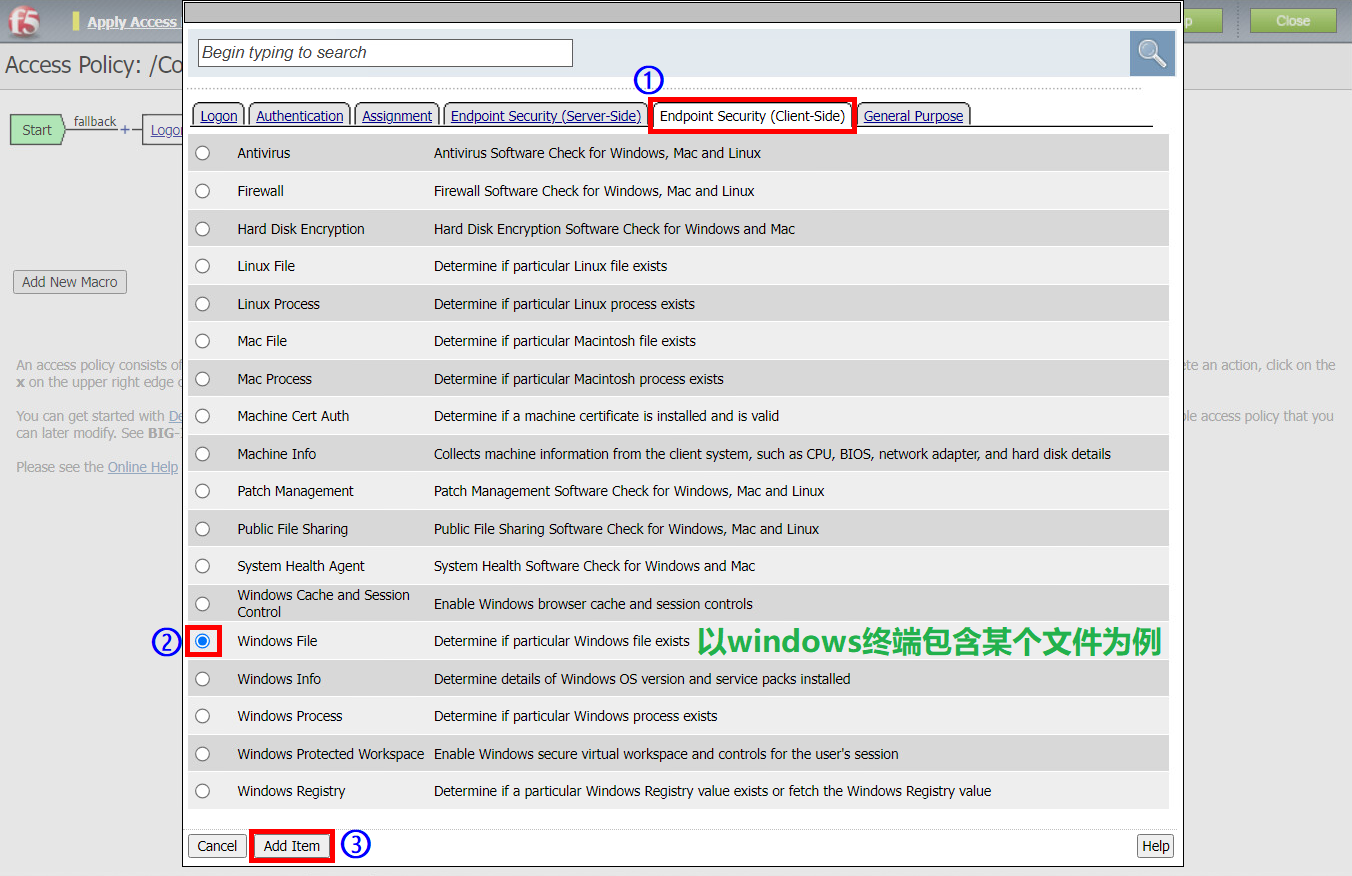 f5
Apply Access
p
Close
Access Policy: /Co
Begin typing to search
①
Logon
Authentication
Assignment
Endpoint Security (Server-Side)
Endpoint Security (Client-Side)
General Purpose
Start
fallback
+
Logo
Antivirus Antivirus Software Check for Windows, Mac and Linux
Firewall Firewall Software Check for Windows, Mac and Linux
Hard Disk Encryption Hard Disk Encryption Software Check for Windows and Mac
Linux File Determine if particular Linux file exists
Add New Macro
Linux Process Determine if particular Linux process exists
Mac File Determine if particular Macintosh file exists
An access policy consists of
te an action, click on the
x on the upper right edge
Mac Process Determine if particular Macintosh process exists
Machine Cert Auth Determine if a machine certificate is installed and is valid
You can get started with De
le access policy that you
can later modify. See BIG-
Machine Info Collects machine information from the client system, such as CPU, BIOS, network adapter, and hard disk details
Please see the Online Help
Patch Management Patch Management Software Check for Windows, Mac and Linux
Public File Sharing Public File Sharing Software Check for Windows, Mac and Linux
System Health Agent System Health Software Check for Windows and Mac
Windows Cache and Session
Control
Enable Windows browser cache and session controls
② Windows File Determine if particular Windows file exists 以windows终端包含某个文件为例
Windows Info Determine details of Windows OS version and service packs installed
Windows Process Determine if particular Windows process exists
Windows Protected Workspace Enable Windows secure virtual workspace and controls for the user's session
Windows Registry Determine if a particular Windows Registry value exists or fetch the Windows Registry value
Cancel
Add Item
③
Help